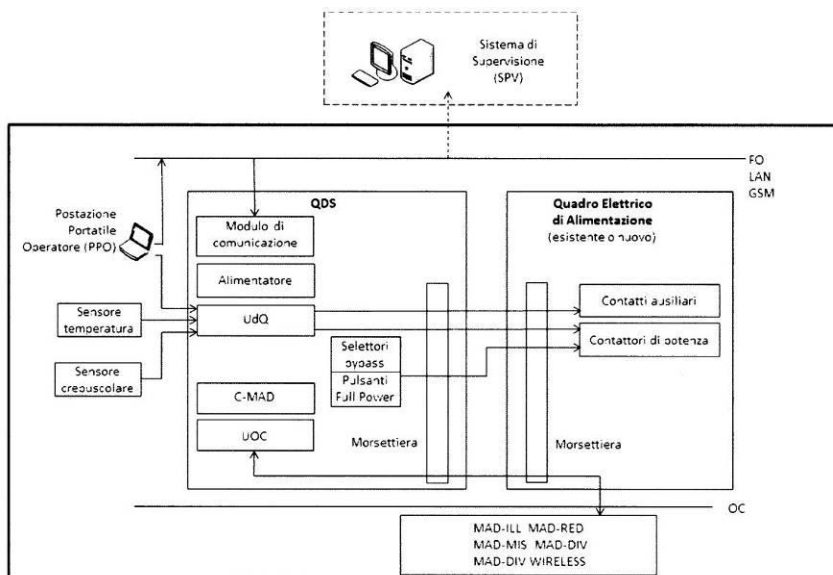 Sistema di
Supervisione
(SPV)
FO
LAN
GSM
QDS
Quadro Elettrico
di Alimentazione
(esistente o nuovo)
Postazione
Portatile
Operatore (PPO)
Modulo di
comunicazione
Alimentatore
UdQ
Sensore
temperatura
Sensore
crepuscolare
Selettori
bypass
Pulsanti
Full Power
Contatti ausiliari
Contattori di potenza
C-MAD
UOC
Morsettiera
Morsettiera
OC
MAD-ILL MAD-RED
MAD-MIS MAD-DIV
MAD-DIV WIRELESS